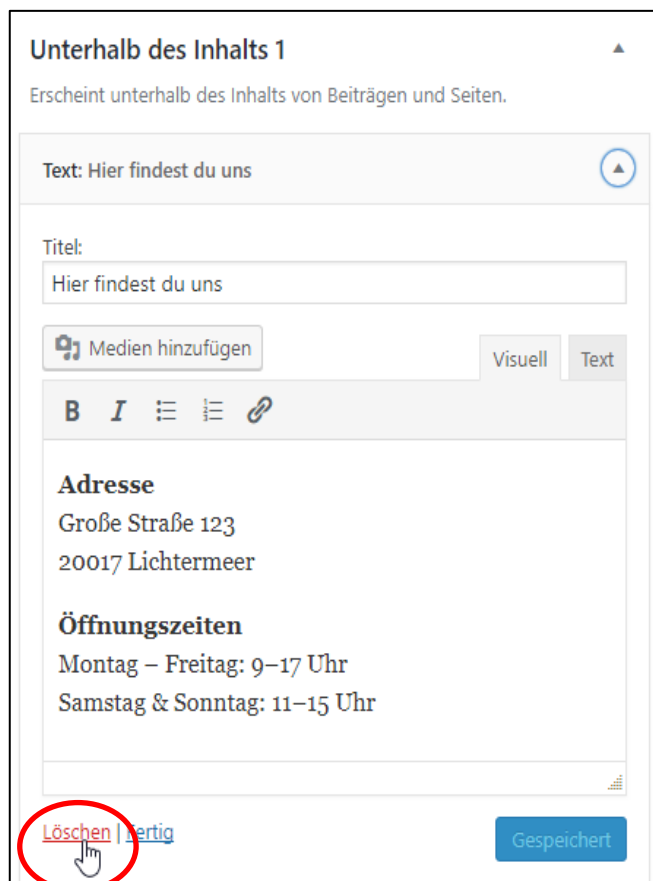 Unterhalb des Inhalts 1
Erscheint unterhalb des Inhalts von Beiträgen und Seiten.
Text: Hier findest du uns
Titel:
Hier findest du uns
Medien hinzufügen
Visuell Text
B I
Adresse
Große Straße 123
20017 Lichtermeer
Öffnungszeiten
Montag – Freitag: 9–17 Uhr
Samstag & Sonntag: 11–15 Uhr
Löschen | Fertig
Gespeichert